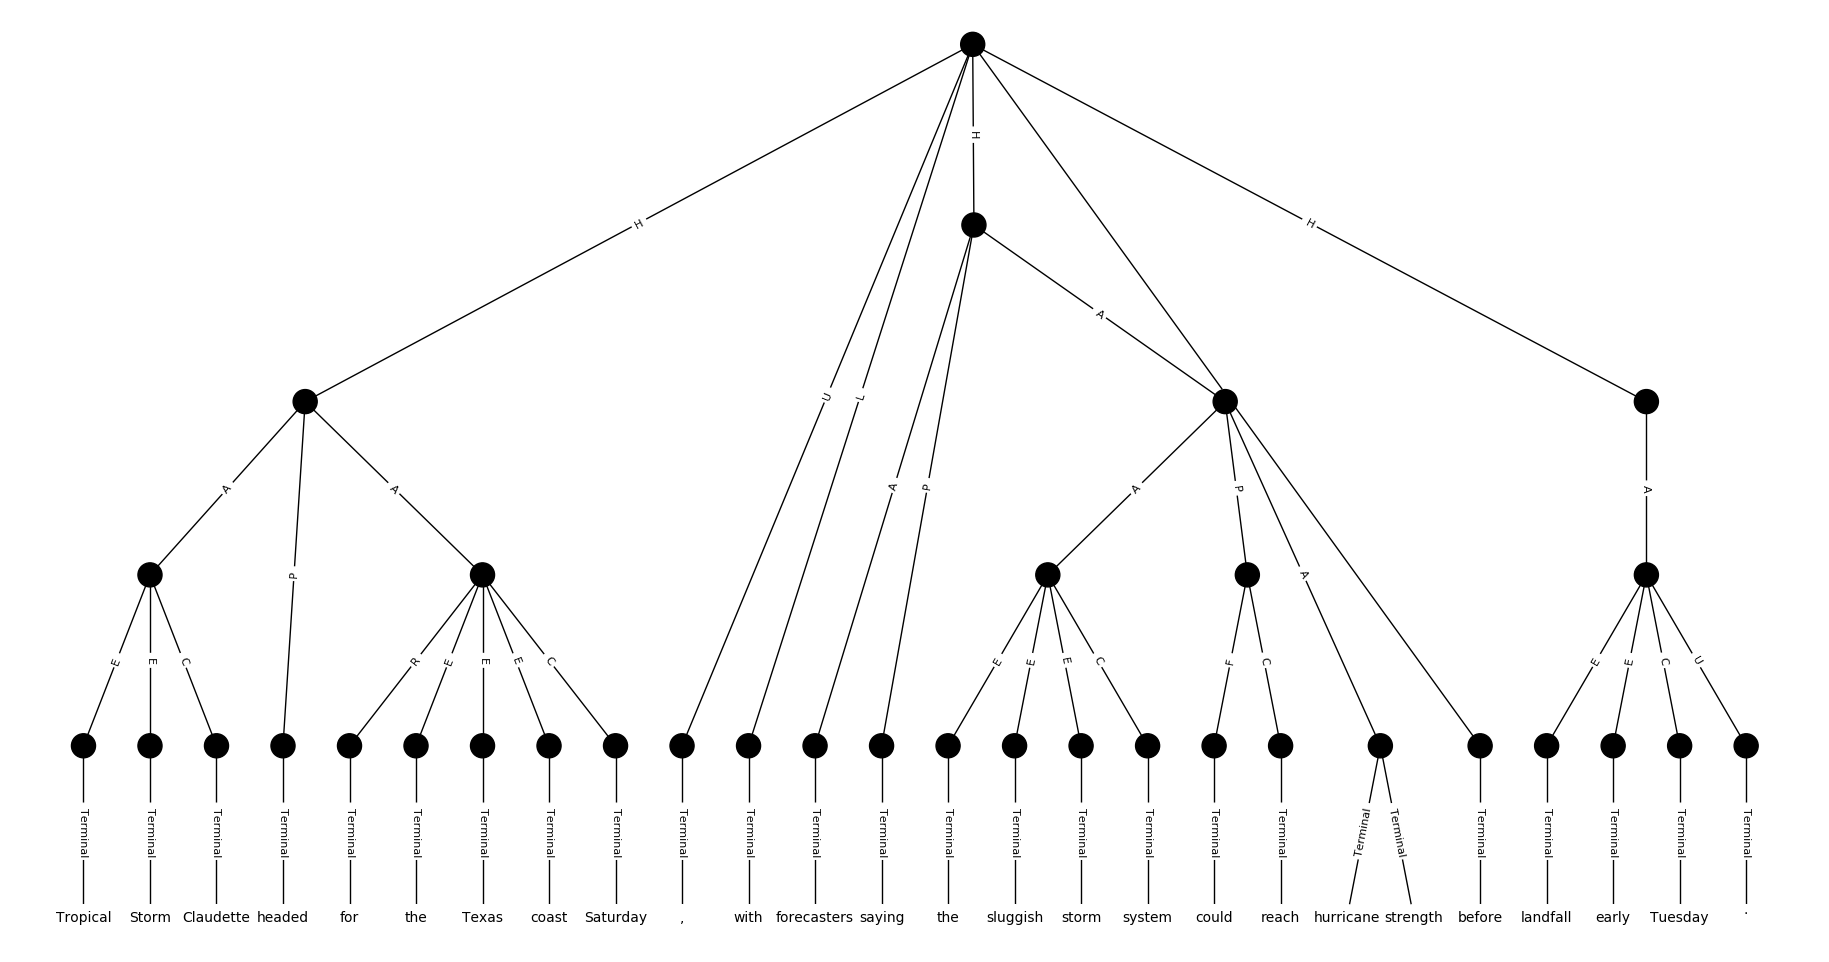 H
H
H
A
U
L
A
A
A
P
A
P
P
A
A
E
E
C
R
E
E
E
C
E
E
E
C
F
C
E
E
C
U
Terminal Terminal Terminal Terminal Terminal Terminal Terminal Terminal Terminal Terminal Terminal Terminal Terminal Terminal Terminal Terminal Terminal Terminal Terminal Terminal Terminal Terminal Terminal Terminal Terminal Terminal
Tropical Storm Claudette headed for the Texas coast Saturday , with forecasters saying the sluggish storm system could reach hurricane strength before landfall early Tuesday .